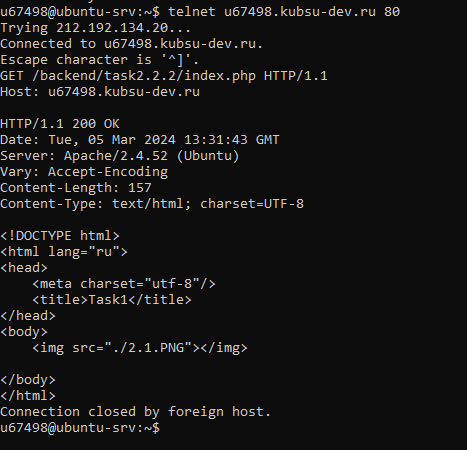 u67498@ubuntu-srv:~$ telnet u67498.kubsu-dev.ru 80
Trying 212.192.134.20...
Connected to u67498.kubsu-dev.ru.
Escape character is '^]'.
GET /backend/task2.2.2/index.php HTTP/1.1
Host: u67498.kubsu-dev.ru

HTTP/1.1 200 OK
Date: Tue, 05 Mar 2024 13:31:43 GMT
Server: Apache/2.4.52 (Ubuntu)
Vary: Accept-Encoding
Content-Length: 157
Content-Type: text/html; charset=UTF-8

<!DOCTYPE html>
<html lang="ru">
<head>
    <meta charset="utf-8"/>
    <title>Task1</title>
</head>
<body>
    <img src="./2.1.PNG"></img>

</body>
</html>
Connection closed by foreign host.
u67498@ubuntu-srv:~$